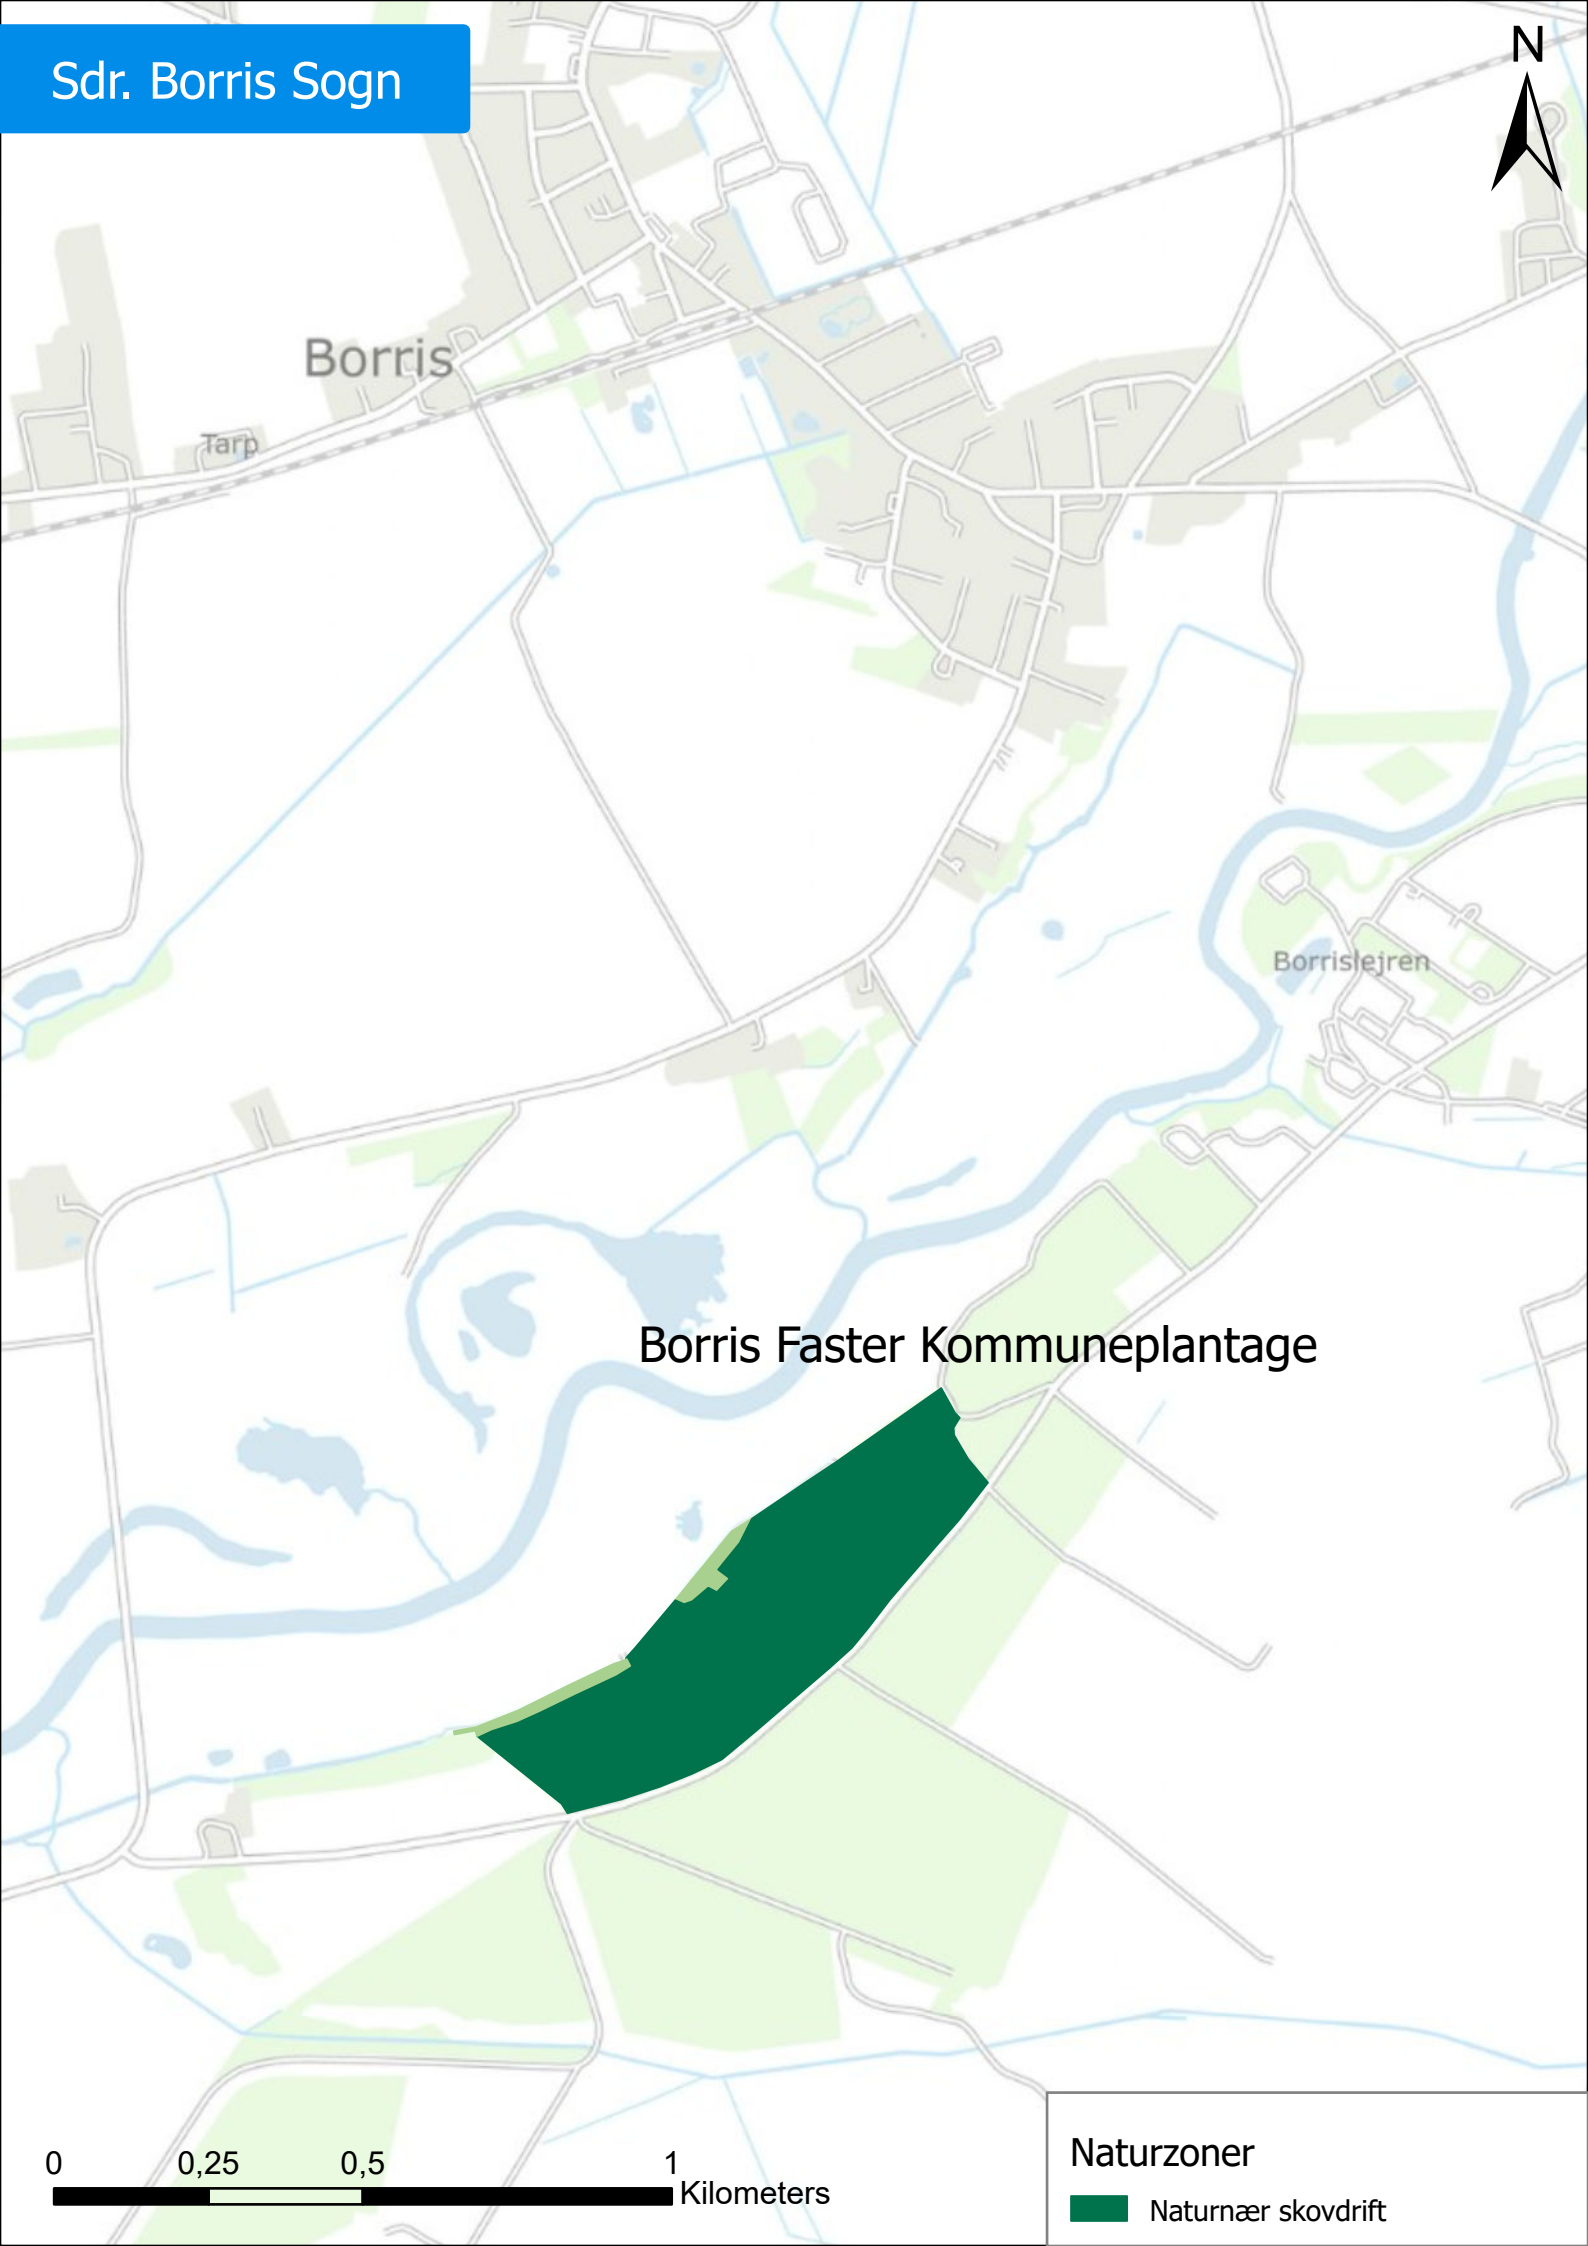 Sdr. Borris Sogn
N
Borris
Tarp
Borrislejren
Borris Faster Kommuneplantage
0 0,25 0,5 1
Kilometers
Naturzoner
Naturnær skovdrift